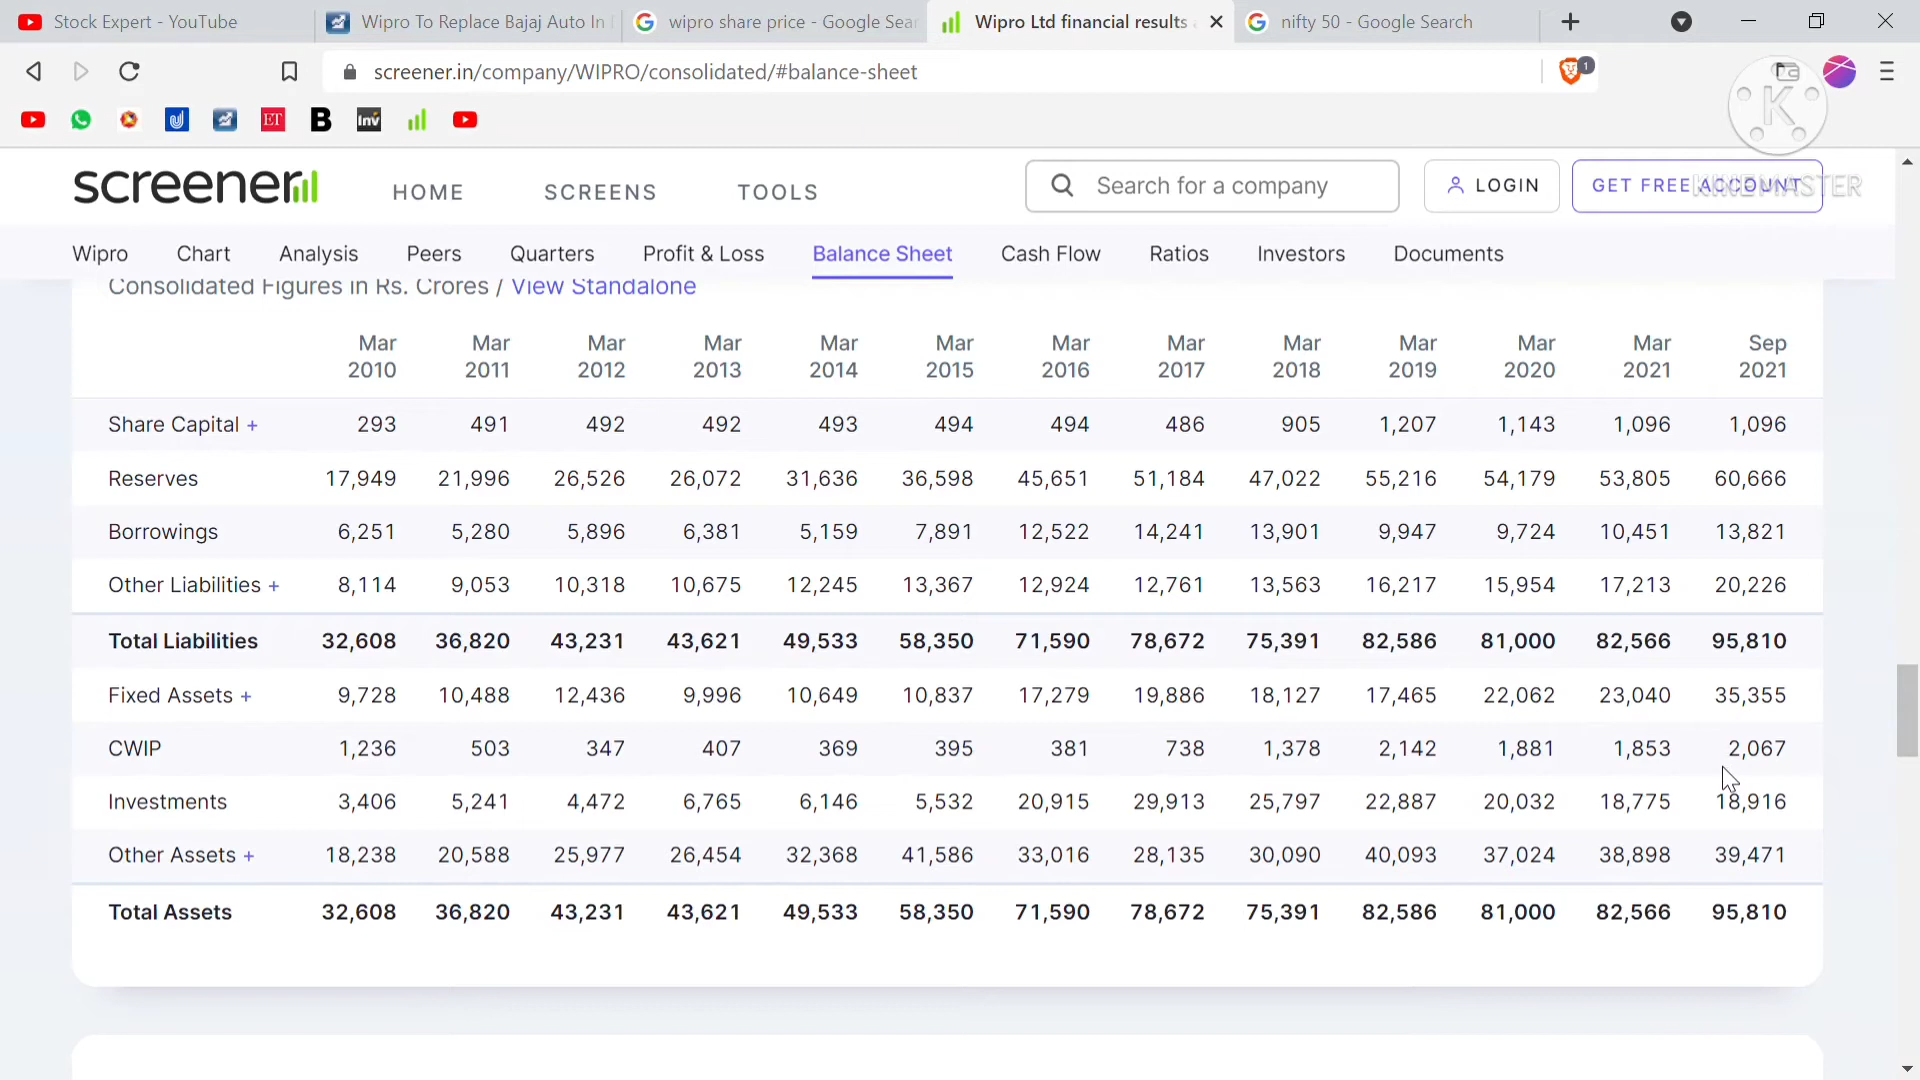 Stock Expert - YouTube
Wipro To Replace Bajaj Auto In
wipro share price - Google Sear
Wipro Ltd financial results
nifty 50 - Google Search
screener.in/company/WIPRO/consolidated/#balance-sheet
1
ET
B
Inv
K
KINEMASTER
screener
HOME
SCREENS
TOOLS
Search for a company
LOGIN
GET FREE ACCOUNT
Wipro Chart Analysis Peers Quarters Profit & Loss Balance Sheet Cash Flow Ratios Investors Documents
Consolidated Figures in Rs. Crores / View Standalone
Mar Mar Mar Mar Mar Mar Mar Mar Mar Mar Mar Mar Sep
2010 2011 2012 2013 2014 2015 2016 2017 2018 2019 2020 2021 2021
Share Capital + 293 491 492 492 493 494 494 486 905 1,207 1,143 1,096 1,096
Reserves 17,949 21,996 26,526 26,072 31,636 36,598 45,651 51,184 47,022 55,216 54,179 53,805 60,666
Borrowings 6,251 5,280 5,896 6,381 5,159 7,891 12,522 14,241 13,901 9,947 9,724 10,451 13,821
Other Liabilities + 8,114 9,053 10,318 10,675 12,245 13,367 12,924 12,761 13,563 16,217 15,954 17,213 20,226
Total Liabilities 32,608 36,820 43,231 43,621 49,533 58,350 71,590 78,672 75,391 82,586 81,000 82,566 95,810
Fixed Assets + 9,728 10,488 12,436 9,996 10,649 10,837 17,279 19,886 18,127 17,465 22,062 23,040 35,355
CWIP 1,236 503 347 407 369 395 381 738 1,378 2,142 1,881 1,853 2,067
Investments 3,406 5,241 4,472 6,765 6,146 5,532 20,915 29,913 25,797 22,887 20,032 18,775 18,916
Other Assets + 18,238 20,588 25,977 26,454 32,368 41,586 33,016 28,135 30,090 40,093 37,024 38,898 39,471
Total Assets 32,608 36,820 43,231 43,621 49,533 58,350 71,590 78,672 75,391 82,586 81,000 82,566 95,810